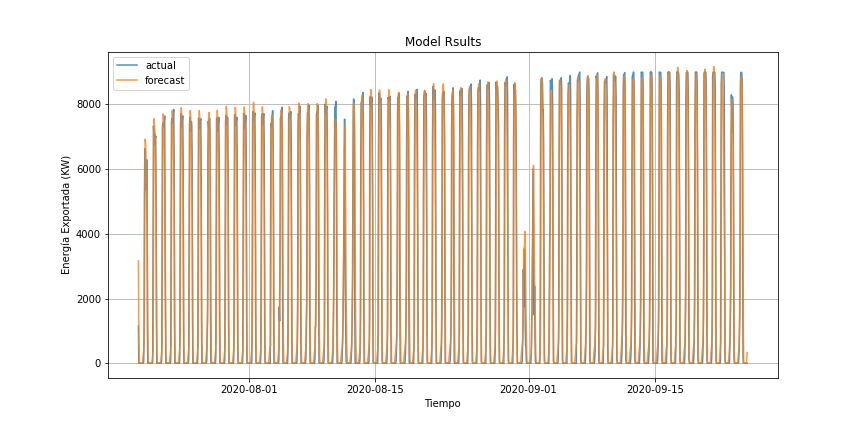 Model Rsults
actual
forecast
Energía Exportada (KW)
8000
6000
4000
2000
0
2020-08-01
2020-08-15
2020-09-01
2020-09-15
Tiempo